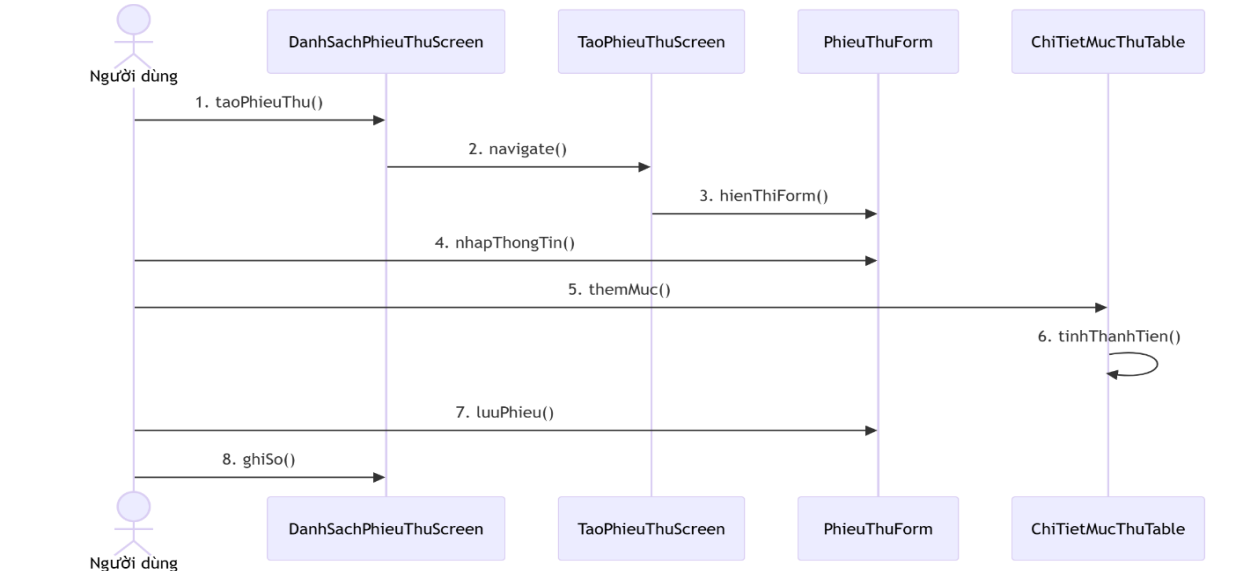 Người dùng
DanhSachPhieuThuScreen
TaoPhieuThuScreen
PhieuThuForm
ChiTietMucThuTable
1. taoPhieuThu()
2. navigate()
3. hienThiForm()
4. nhapThongTin()
5. themMuc()
6. tinhThanhTien()
7. luuPhieu()
8. ghiSo()
Người dùng
DanhSachPhieuThuScreen
TaoPhieuThuScreen
PhieuThuForm
ChiTietMucThuTable